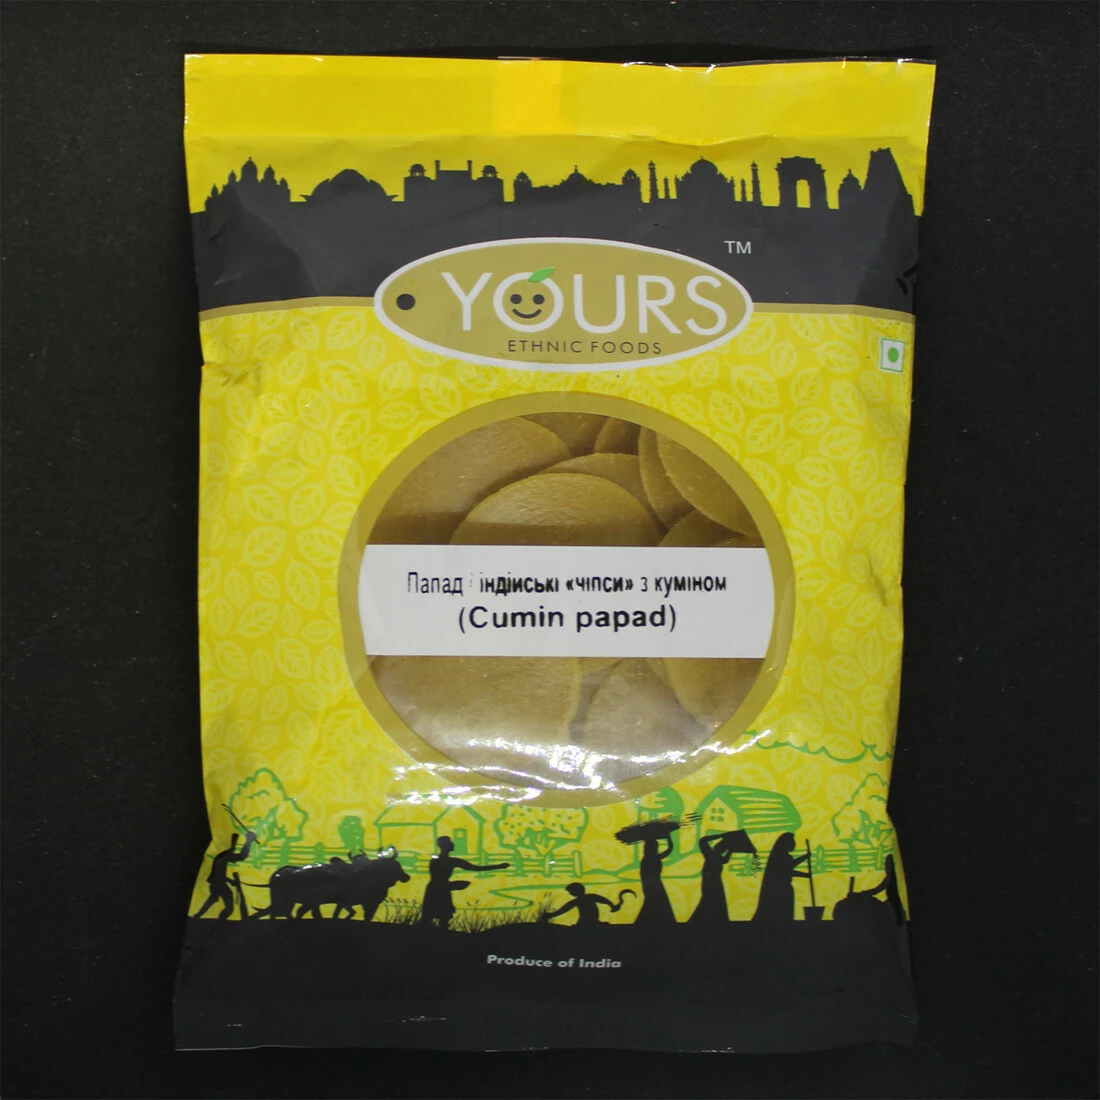 TM
YOURS
ETHNIC FOODS
Папад індійські «чіпси» з куміном
(Cumin papad)
Produce of India